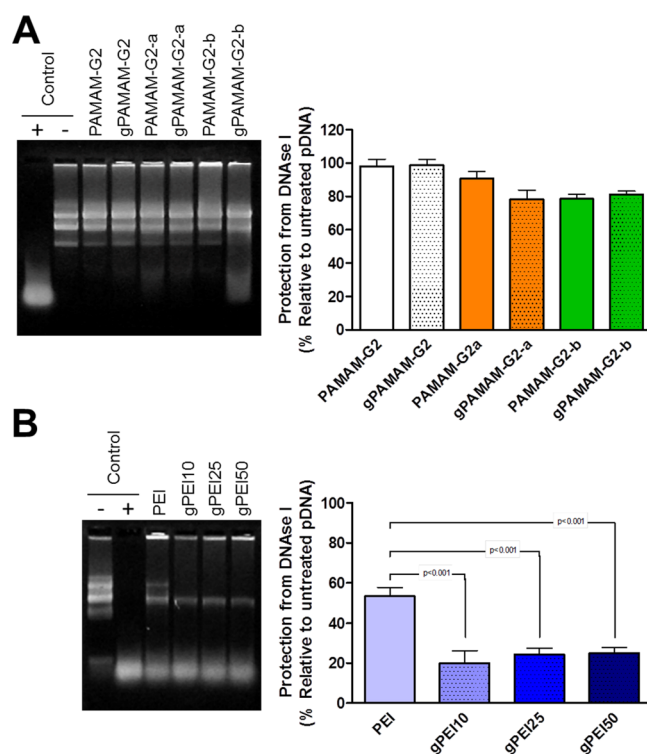 A
Control
+ -
PAMAM-G2
gPAMAM-G2
PAMAM-G2-a
gPAMAM-G2-a
PAMAM-G2-b
gPAMAM-G2-b
Protection from DNAse I
(% Relative to untreated pDNA)
120
100
80
60
40
20
0
PAMAM-G2
gPAMAM-G2
PAMAM-G2a
gPAMAM-G2-a
PAMAM-G2-b
gPAMAM-G2-b
B
Control
- +
PEI
gPEI10
gPEI25
gPEI50
Protection from DNAse I
(% Relative to untreated pDNA)
100
80
60
40
20
0
p<0.001
p<0.001
p<0.001
PEI
gPEI10
gPEI25
gPEI50